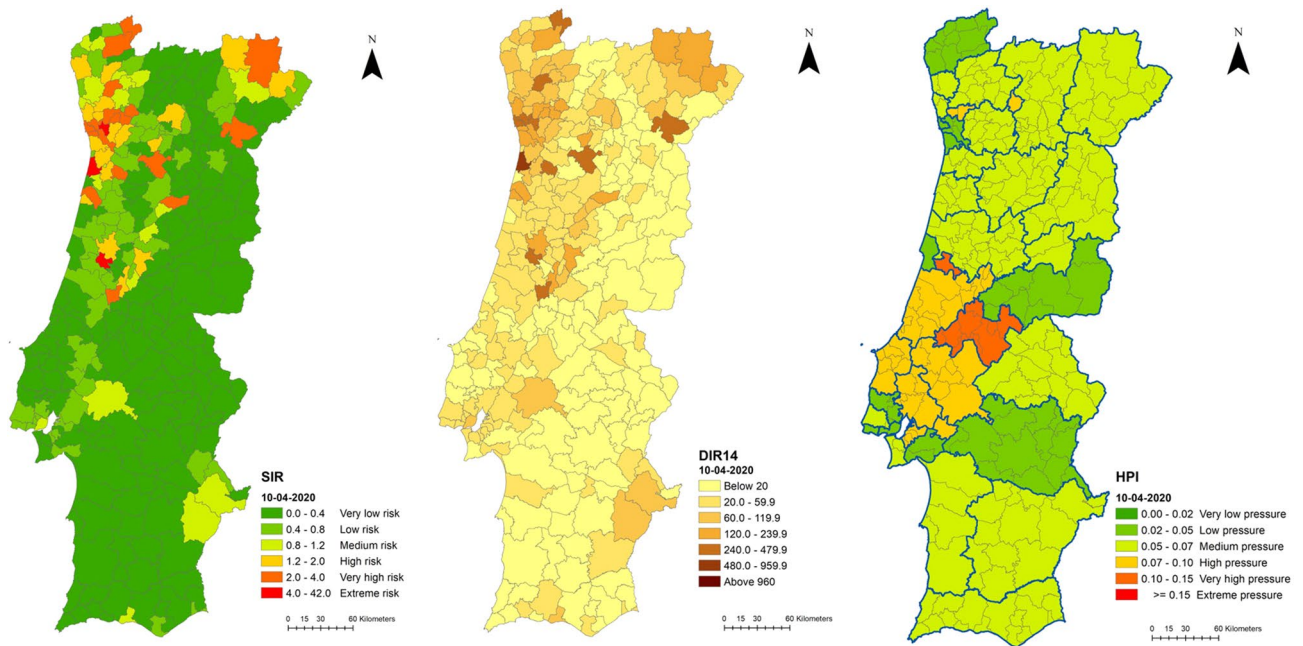 N
SIR
10-04-2020
0.0 - 0.4 Very low risk
0.4 - 0.8 Low risk
0.8 - 1.2 Medium risk
1.2 - 2.0 High risk
2.0 - 4.0 Very high risk
4.0 - 42.0 Extreme risk
0 15 30 60 Kilometers
N
DIR14
10-04-2020
Below 20
20.0 - 59.9
60.0 - 119.9
120.0 - 239.9
240.0 - 479.9
480.0 - 959.9
Above 960
0 15 30 60 Kilometers
N
HPI
10-04-2020
0.00 - 0.02 Very low pressure
0.02 - 0.05 Low pressure
0.05 - 0.07 Medium pressure
0.07 - 0.10 High pressure
0.10 - 0.15 Very high pressure
>= 0.15 Extreme pressure
0 15 30 60 Kilometers